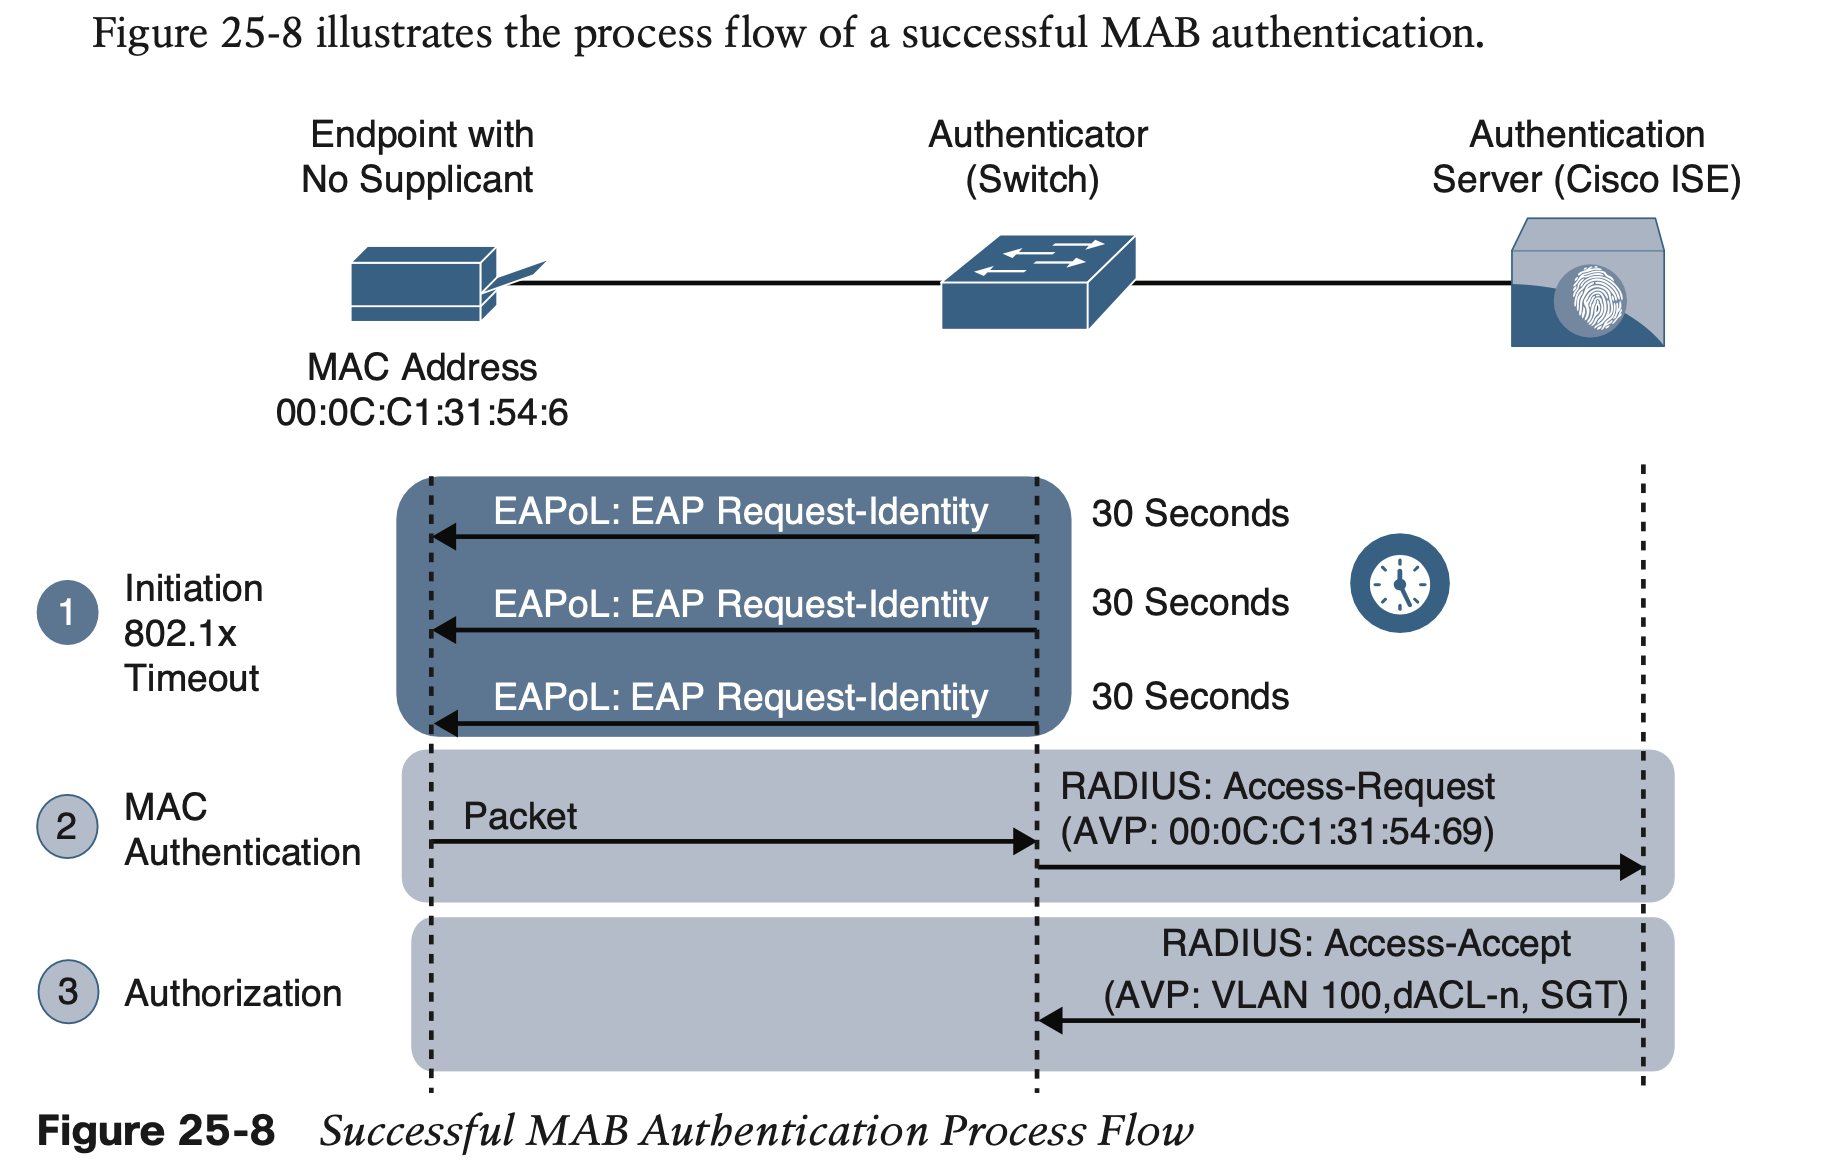 Figure 25-8 illustrates the process flow of a successful MAB authentication.
Endpoint with
No Supplicant
Authenticator
(Switch)
Authentication
Server (Cisco ISE)
MAC Address
00:0C:C1:31:54:6
1
Initiation
802.1x
Timeout
EAPoL: EAP Request-Identity
30 Seconds
EAPoL: EAP Request-Identity
30 Seconds
EAPoL: EAP Request-Identity
30 Seconds
2
MAC
Authentication
Packet
RADIUS: Access-Request
(AVP: 00:0C:C1:31:54:69)
3
Authorization
RADIUS: Access-Accept
(AVP: VLAN 100,dACL-n, SGT)
Figure 25-8 Successful MAB Authentication Process Flow